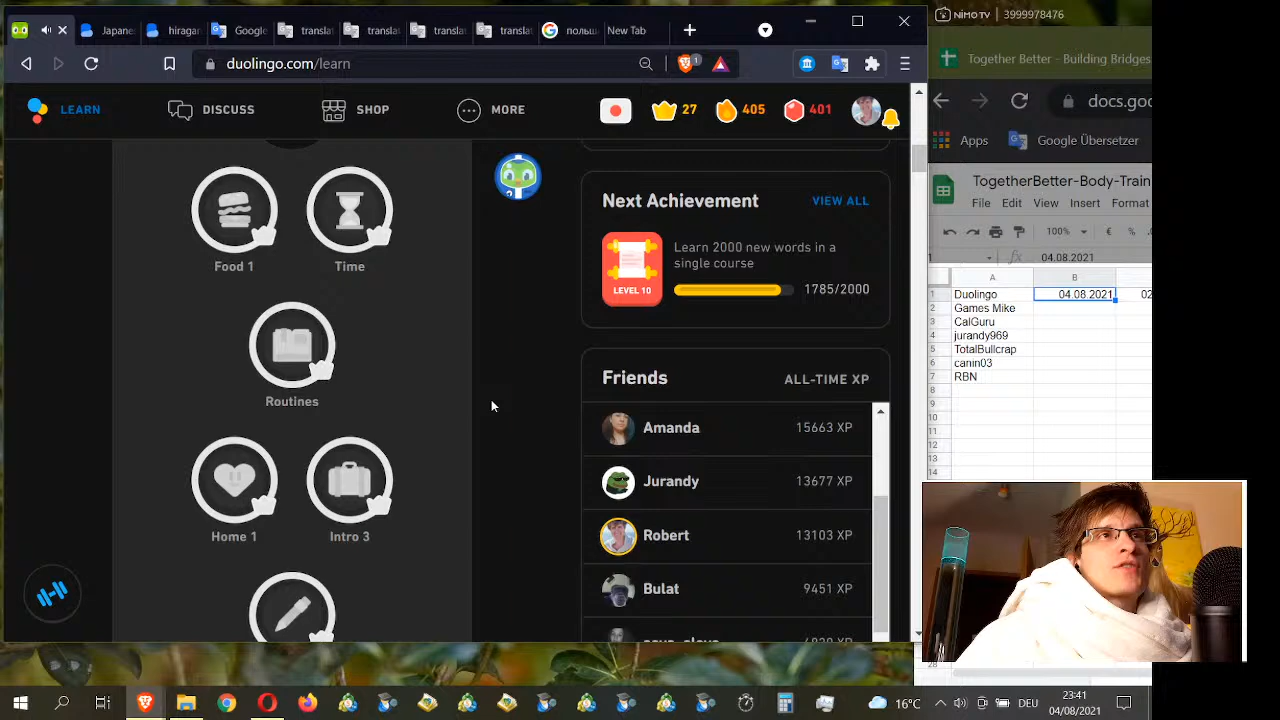 Japane
hiragan
Google
translat
translat
translat
translat
польш
New Tab
NIMO TV
3999978476
duolingo.com/learn
1
Together Better - Building Bridges
LEARN
DISCUSS
SHOP
MORE
27
405
401
docs.goo
Apps
Google Übersetzer
TogetherBetter-Body-Train
File
Edit
View
Insert
Format
100%
€
%
fx
04.08.2021
A
B
1
Duolingo
04.08.2021
02
2
Games Mike
3
CalGuru
4
jurandy969
5
TotalBullcrap
6
canin03
7
RBN
8
9
10
11
12
13
14
28
Food 1
Time
Routines
Home 1
Intro 3
Next Achievement
VIEW ALL
LEVEL 10
Learn 2000 new words in a
single course
1785/2000
Friends
ALL-TIME XP
Amanda
15663 XP
Jurandy
13677 XP
Robert
13103 XP
Bulat
9451 XP
16°C
DEU
23:41
04/08/2021